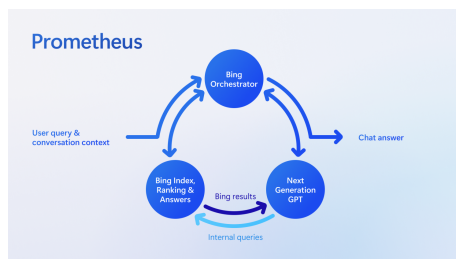 Prometheus
Bing
Orchestrator
User query &
conversation context
Chat answer
Bing Index,
Ranking &
Answers
Bing results
Next
Generation
GPT
Internal queries